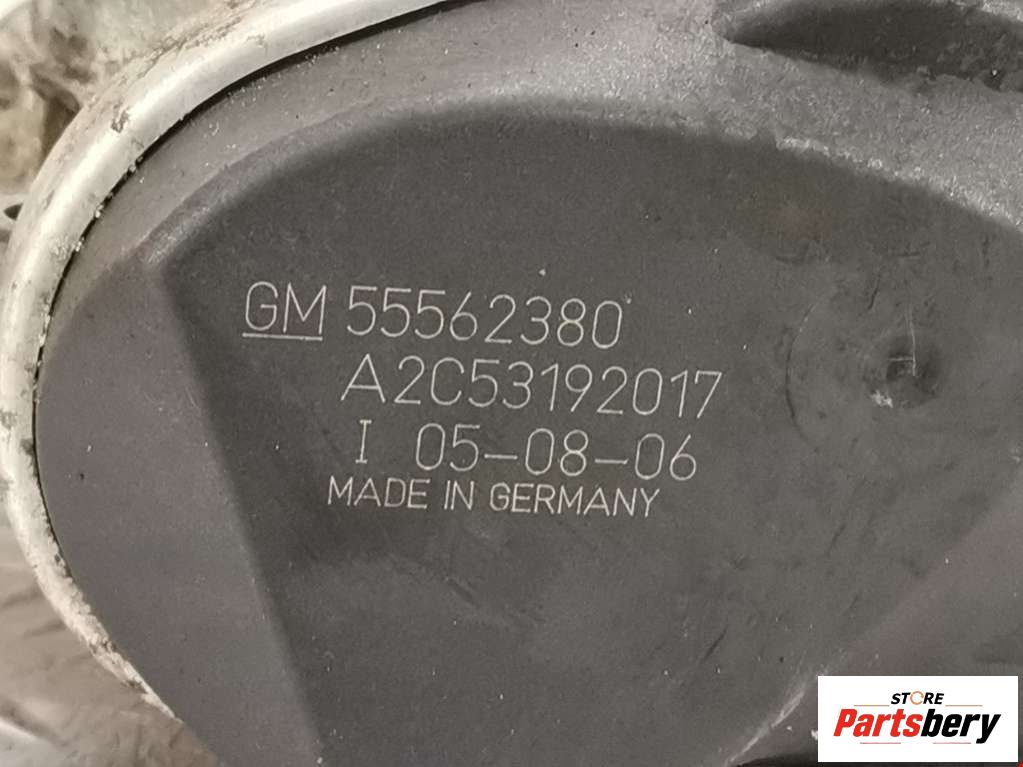 GM 55562380
A2C53192017
I 05-08-06
MADE IN GERMANY
STORE
Partsbery